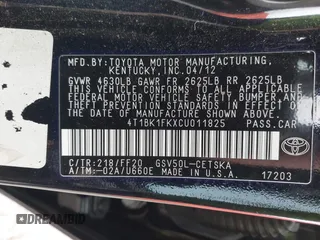 MFD. BY: TOYOTA MOTOR MANUFACTURING,
KENTUCKY, INC. 04/12
GVWR 4630LB GAWR FR 2625LB RR 2625LB
THIS VEHICLE CONFORMS TO ALL APPLICABLE
FEDERAL MOTOR VEHICLE SAFETY, BUMPER, AND
THEFT PREVENTION STANDARDS IN EFFECT ON
THE DATE OF MANUFACTURE SHOWN ABOVE.
4T1BK1FKXCU011825 PASS.CAR
C/TR: 218/FF20 GSV50L-CETSKA
A/TM: -02A/U660E MADE IN U.S.A.
TOYOTA
17203